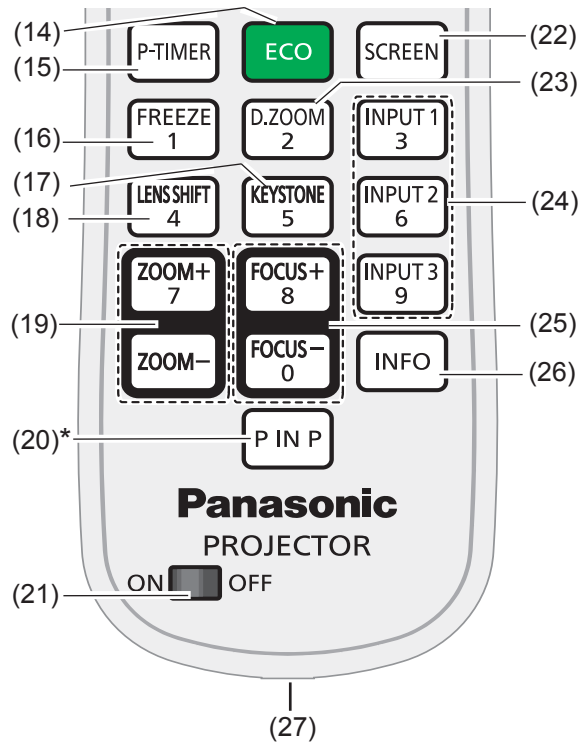 (14)
(15)
P-TIMER
ECO
SCREEN
(22)
(23)
(16)
FREEZE
1
D.ZOOM
2
INPUT 1
3
(17)
(18)
LENS SHIFT
4
KEYSTONE
5
INPUT 2
6
(24)
(19)
ZOOM+
7
ZOOM−
FOCUS+
8
FOCUS−
0
INPUT 3
9
(25)
INFO
(26)
(20)*
P IN P
Panasonic
PROJECTOR
(21)
ON OFF
(27)